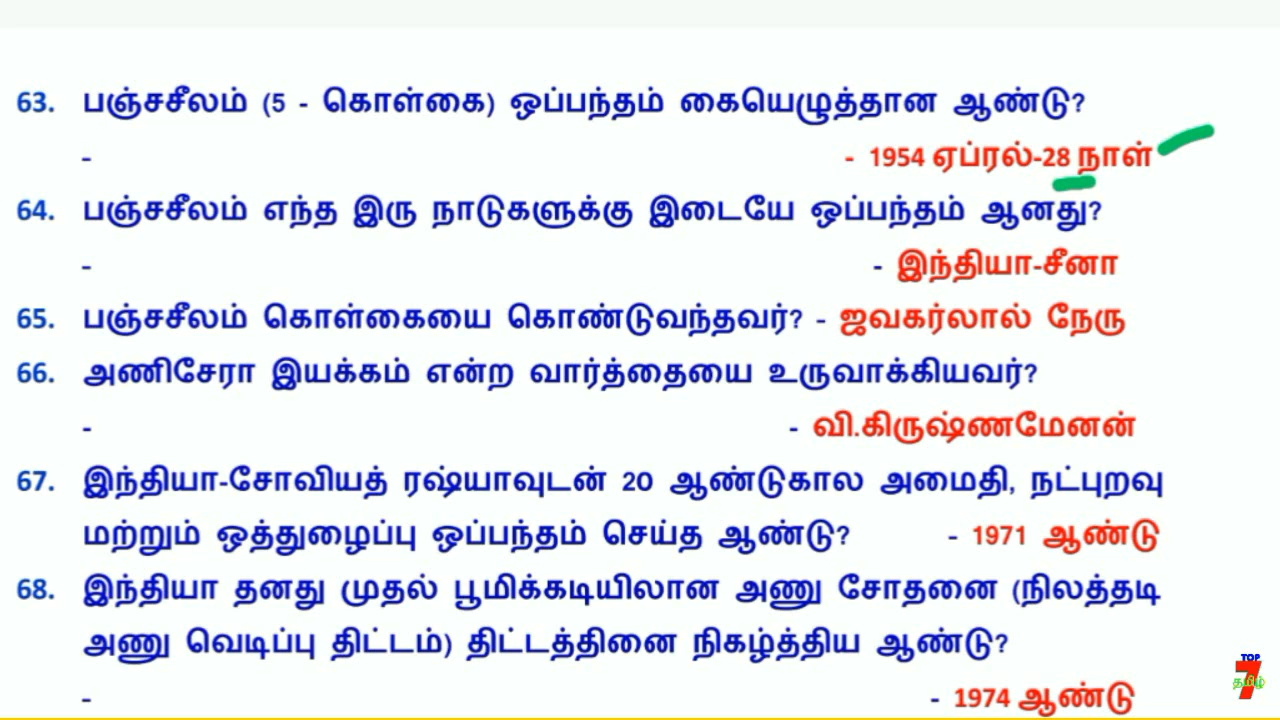 63. பஞ்சசீலம் (5 - கொள்கை) ஒப்பந்தம் கையெழுத்தான ஆண்டு?
- - 1954 ஏப்ரல்-28 நாள்
64. பஞ்சசீலம் எந்த இரு நாடுகளுக்கு இடையே ஒப்பந்தம் ஆனது?
- - இந்தியா-சீனா
65. பஞ்சசீலம் கொள்கையை கொண்டுவந்தவர்? - ஜவகர்லால் நேரு
66. அணிசேரா இயக்கம் என்ற வார்த்தையை உருவாக்கியவர்?
- - வி.கிருஷ்ணமேனன்
67. இந்தியா-சோவியத் ரஷ்யாவுடன் 20 ஆண்டுகால அமைதி, நட்புறவு
மற்றும் ஒத்துழைப்பு ஒப்பந்தம் செய்த ஆண்டு? - 1971 ஆண்டு
68. இந்தியா தனது முதல் பூமிக்கடியிலான அணு சோதனை (நிலத்தடி
அணு வெடிப்பு திட்டம்) திட்டத்தினை நிகழ்த்திய ஆண்டு?
- - 1974 ஆண்டு
TOP
7
தமிழ்